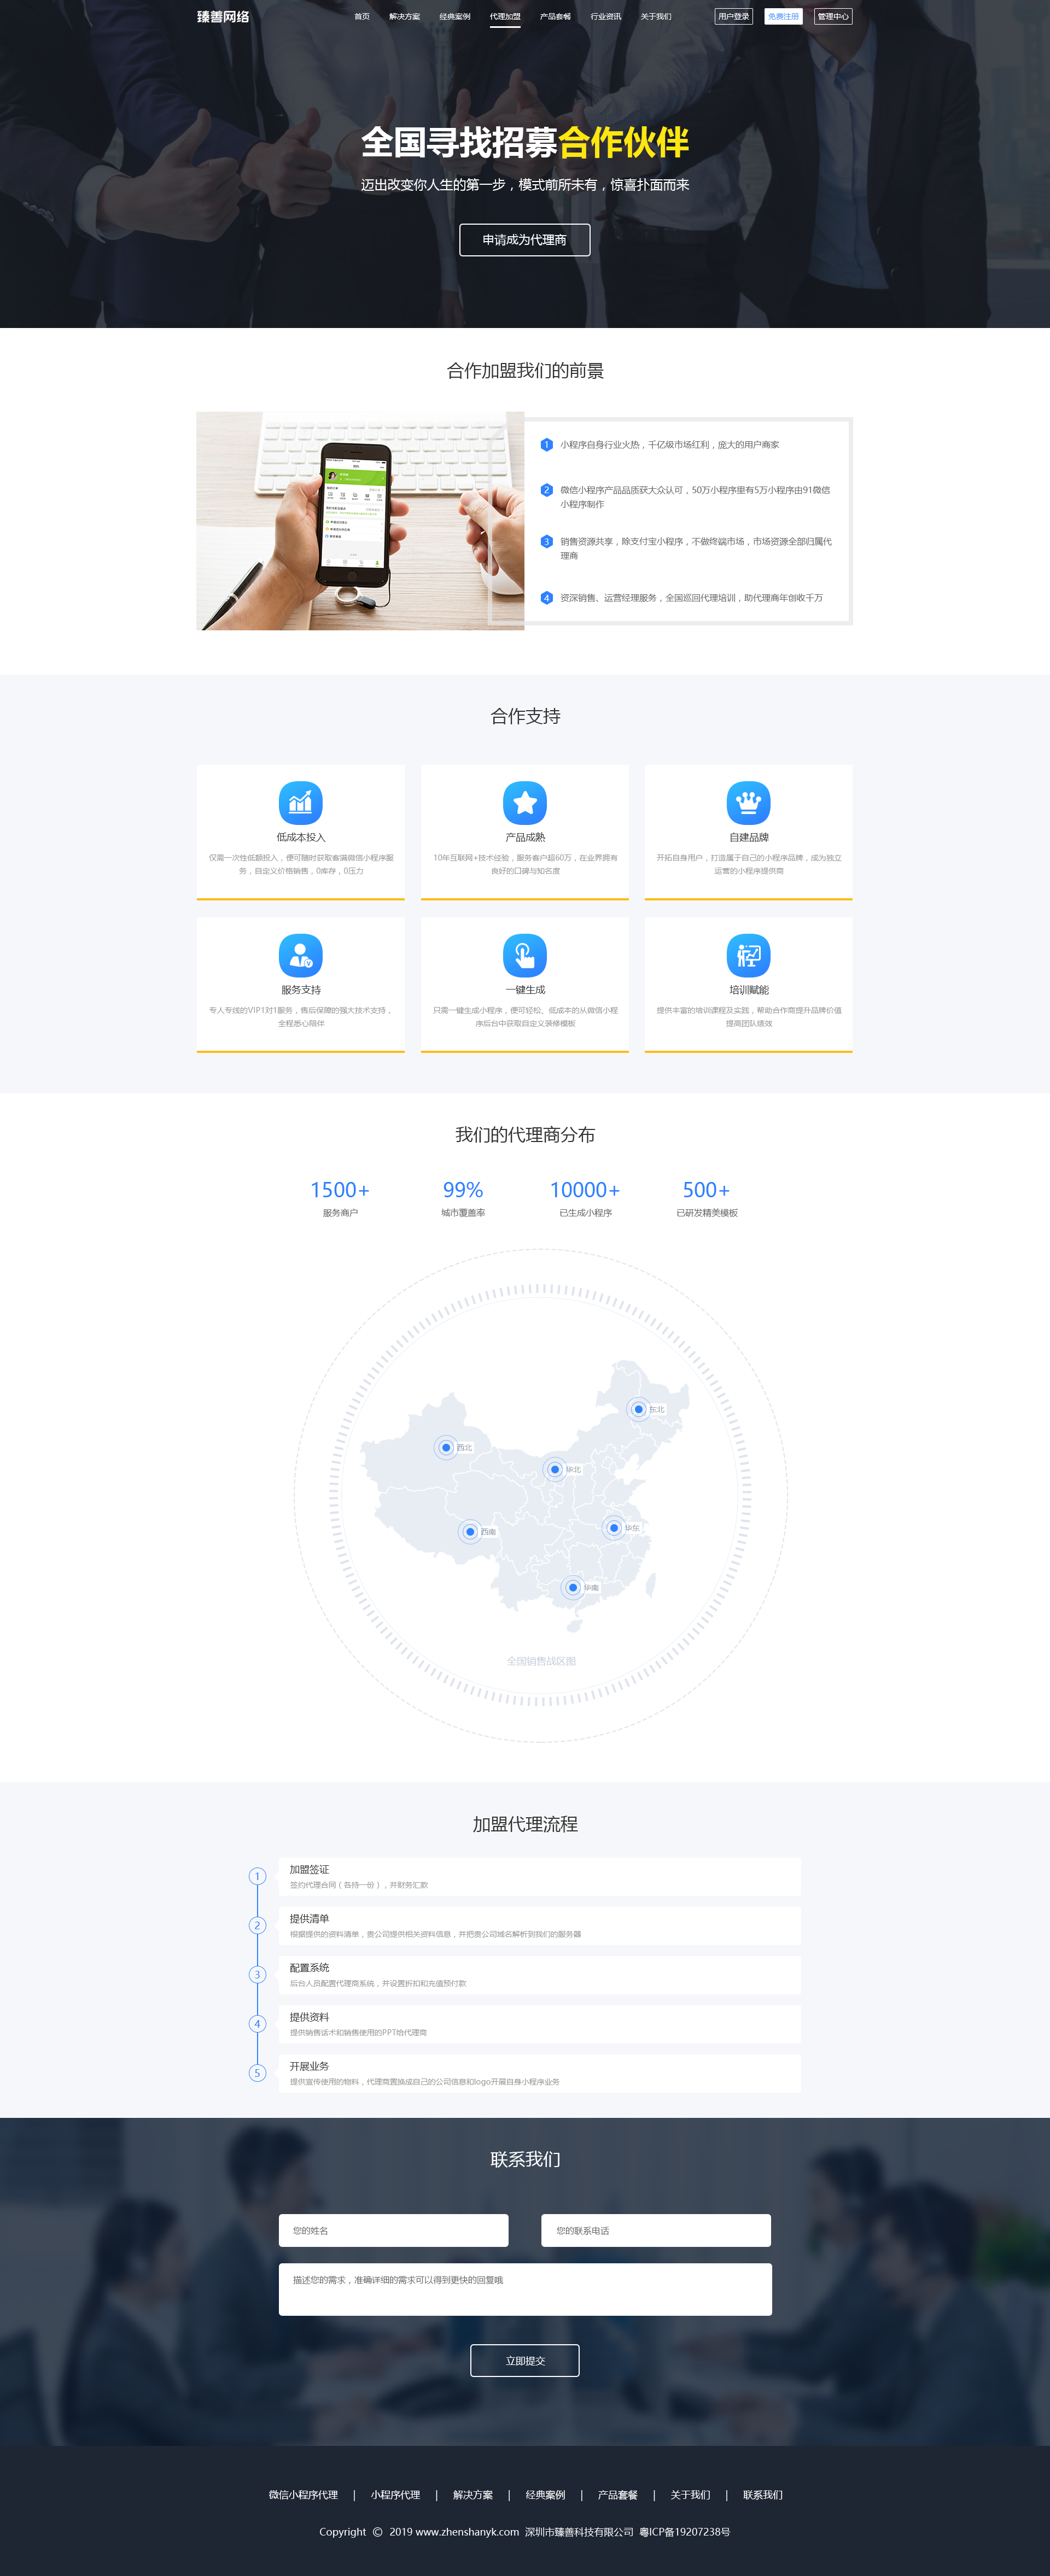 臻善网络
首页
解决方案
经典案例
代理加盟
产品套餐
行业资讯
关于我们
用户登录
免费注册
管理中心
全国寻找招募合作伙伴
迈出改变你人生的第一步，模式前所未有，惊喜扑面而来
申请成为代理商
合作加盟我们的前景
1
小程序自身行业火热，千亿级市场红利，庞大的用户商家
2
微信小程序产品品质获大众认可，50万小程序里有5万小程序由91微信
小程序制作
3
销售资源共享，除支付宝小程序，不做终端市场，市场资源全部归属代
理商
4
资深销售、运营经理服务，全国巡回代理培训，助代理商年创收千万
合作支持
低成本投入
仅需一次性低额投入，便可随时获取客满微信小程序服
务，自定义价格销售，0库存，0压力
产品成熟
10年互联网+技术经验，服务客户超60万，在业界拥有
良好的口碑与知名度
自建品牌
开拓自身用户，打造属于自己的小程序品牌，成为独立
运营的小程序提供商
服务支持
专人专线的VIP1对1服务，售后保障的强大技术支持，
全程悉心陪伴
一键生成
只需一键生成小程序，便可轻松、低成本的从微信小程
序后台中获取自定义装修模板
培训赋能
提供丰富的培训课程及实践，帮助合作商提升品牌价值
提高团队绩效
我们的代理商分布
1500+
99%
10000+
500+
服务商户
城市覆盖率
已生成小程序
已研发精美模板
东北
西北
华北
西南
华东
华南
全国销售战区图
加盟代理流程
1
加盟签证
签约代理合同（各持一份），并财务汇款
2
提供清单
根据提供的资料清单，贵公司提供相关资料信息，并把贵公司域名解析到我们的服务器
3
配置系统
后台人员配置代理商系统，并设置折扣和充值预付款
4
提供资料
提供销售话术和销售使用的PPT给代理商
5
开展业务
提供宣传使用的物料，代理商置换成自己的公司信息和logo开展自身小程序业务
联系我们
您的姓名
您的联系电话
描述您的需求，准确详细的需求可以得到更快的回复哦
立即提交
微信小程序代理 | 小程序代理 | 解决方案 | 经典案例 | 产品套餐 | 关于我们 | 联系我们
Copyright © 2019 www.zhenshanyk.com 深圳市臻善科技有限公司 粤ICP备19207238号